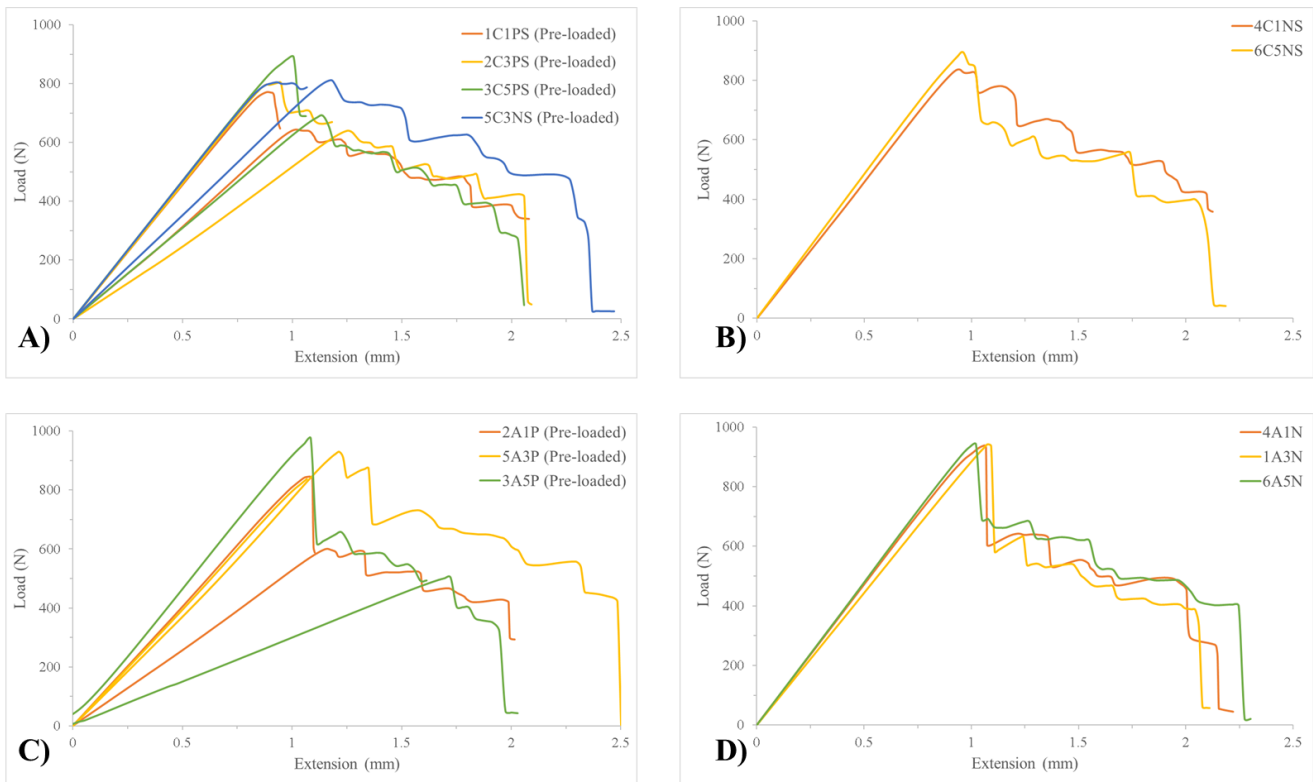 1000
800
600
400
200
0
Load (N)
0 0.5 1 1.5 2 2.5
Extension (mm)
1C1PS (Pre-loaded)
2C3PS (Pre-loaded)
3C5PS (Pre-loaded)
5C3NS (Pre-loaded)
A)
1000
800
600
400
200
0
Load (N)
0 0.5 1 1.5 2 2.5
Extension (mm)
4C1NS
6C5NS
B)
1000
800
600
400
200
0
Load (N)
0 0.5 1 1.5 2 2.5
Extension (mm)
2A1P (Pre-loaded)
5A3P (Pre-loaded)
3A5P (Pre-loaded)
C)
1000
800
600
400
200
0
Load (N)
0 0.5 1 1.5 2 2.5
Extension (mm)
4A1N
1A3N
6A5N
D)